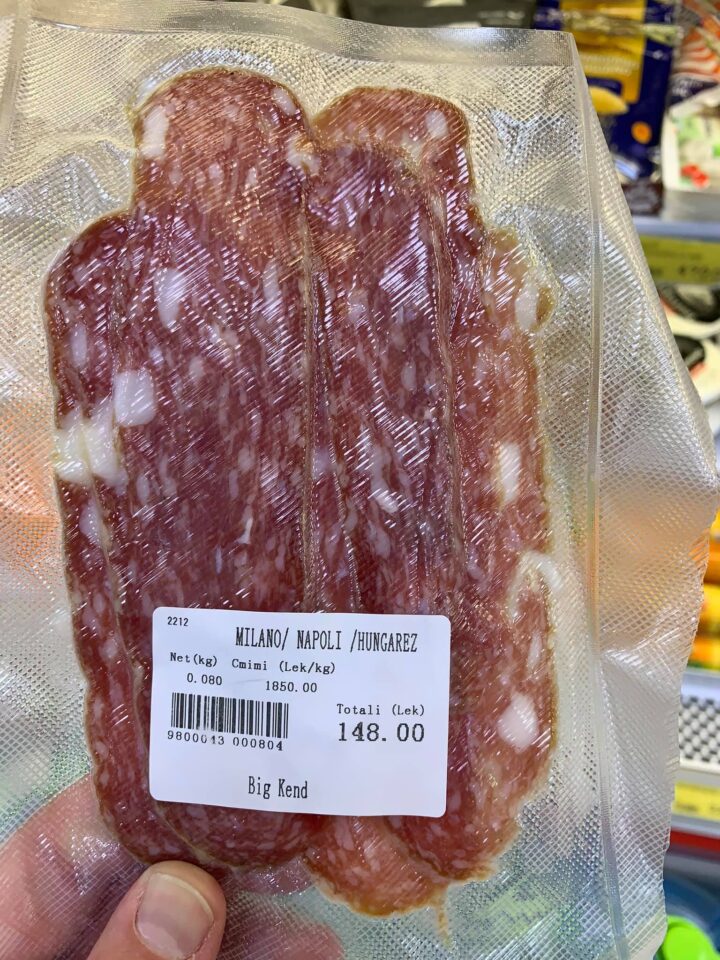 2212
MILANO/ NAPOLI /HUNGAREZ
Net(kg) Cmimi (Lek/kg)
0.080 1850.00
Totali (Lek)
148.00
9800013 000804
Big Kend